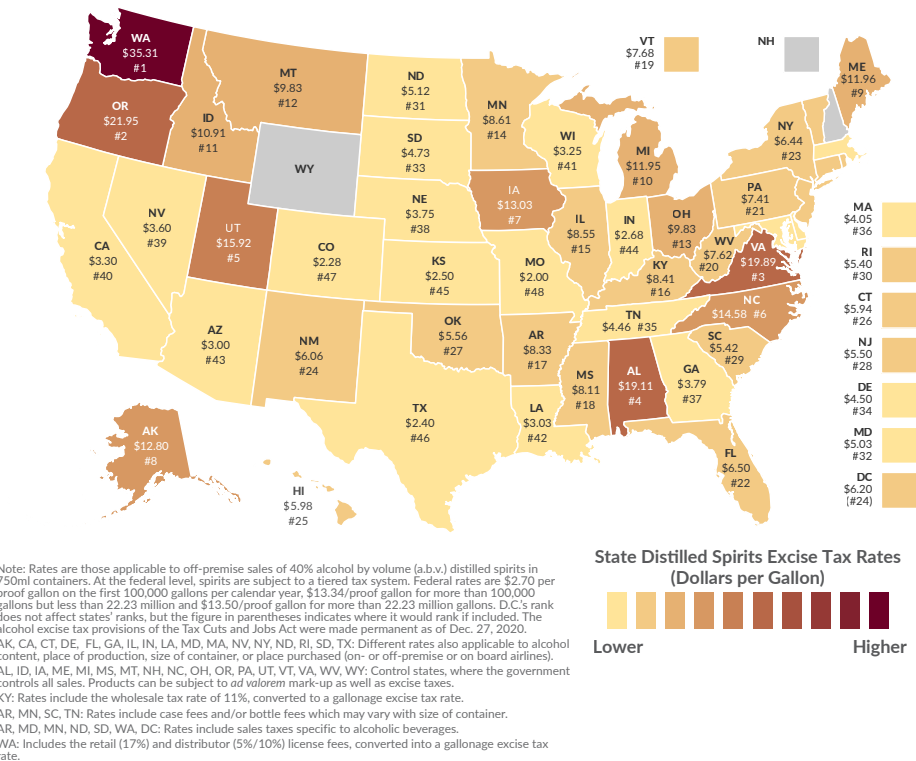 WA
$35.31
#1
OR
$21.95
#2
CA
$3.30
#40
NV
$3.60
#39
ID
$10.91
#11
MT
$9.83
#12
WY
UT
$15.92
#5
AZ
$3.00
#43
CO
$2.28
#47
NM
$6.06
#24
ND
$5.12
#31
SD
$4.73
#33
NE
$3.75
#38
KS
$2.50
#45
OK
$5.56
#27
TX
$2.40
#46
MN
$8.61
#14
IA
$13.03
#7
MO
$2.00
#48
AR
$8.33
#17
LA
$3.03
#42
WI
$3.25
#41
IL
$8.55
#15
MI
$11.95
#10
IN
$2.68
#44
OH
$9.83
#13
KY
$8.41
#16
TN
$4.46 #35
MS
$8.11
#18
AL
$19.11
#4
GA
$3.79
#37
FL
$6.50
#22
SC
$5.42
#29
NC
$14.58 #6
VA
$19.89
#3
WV
$7.62
#20
PA
$7.41
#21
NY
$6.44
#23
ME
$11.96
#9
VT
$7.68
#19
NH
MA
$4.05
#36
RI
$5.40
#30
CT
$5.94
#26
NJ
$5.50
#28
DE
$4.50
#34
MD
$5.03
#32
DC
$6.20
(#24)
AK
$12.80
#8
HI
$5.98
#25
State Distilled Spirits Excise Tax Rates
(Dollars per Gallon)
Lower Higher
Note: Rates are those applicable to off-premise sales of 40% alcohol by volume (a.b.v.) distilled spirits in
750ml containers. At the federal level, spirits are subject to a tiered tax system. Federal rates are $2.70 per
proof gallon on the first 100,000 gallons per calendar year, $13.34/proof gallon for more than 100,000
gallons but less than 22.23 million and $13.50/proof gallon for more than 22.23 million gallons. D.C.'s rank
does not affect states' ranks, but the figure in parentheses indicates where it would rank if included. The
alcohol excise tax provisions of the Tax Cuts and Jobs Act were made permanent as of Dec. 27, 2020.
AK, CA, CT, DE, FL, GA, IL, IN, LA, MD, MA, NV, NY, ND, RI, SD, TX: Different rates also applicable to alcohol
content, place of production, size of container, or place purchased (on- or off-premise or on board airlines).
AL, ID, IA, ME, MI, MS, MT, NH, NC, OH, OR, PA, UT, VT, VA, WV, WY: Control states, where the government
controls all sales. Products can be subject to ad valorem mark-up as well as excise taxes.
KY: Rates include the wholesale tax rate of 11%, converted to a gallonage excise tax rate.
AR, MN, SC, TN: Rates include case fees and/or bottle fees which may vary with size of container.
AR, MD, MN, ND, SD, WA, DC: Rates include sales taxes specific to alcoholic beverages.
WA: Includes the retail (17%) and distributor (5%/10%) license fees, converted into a gallonage excise tax
rate.